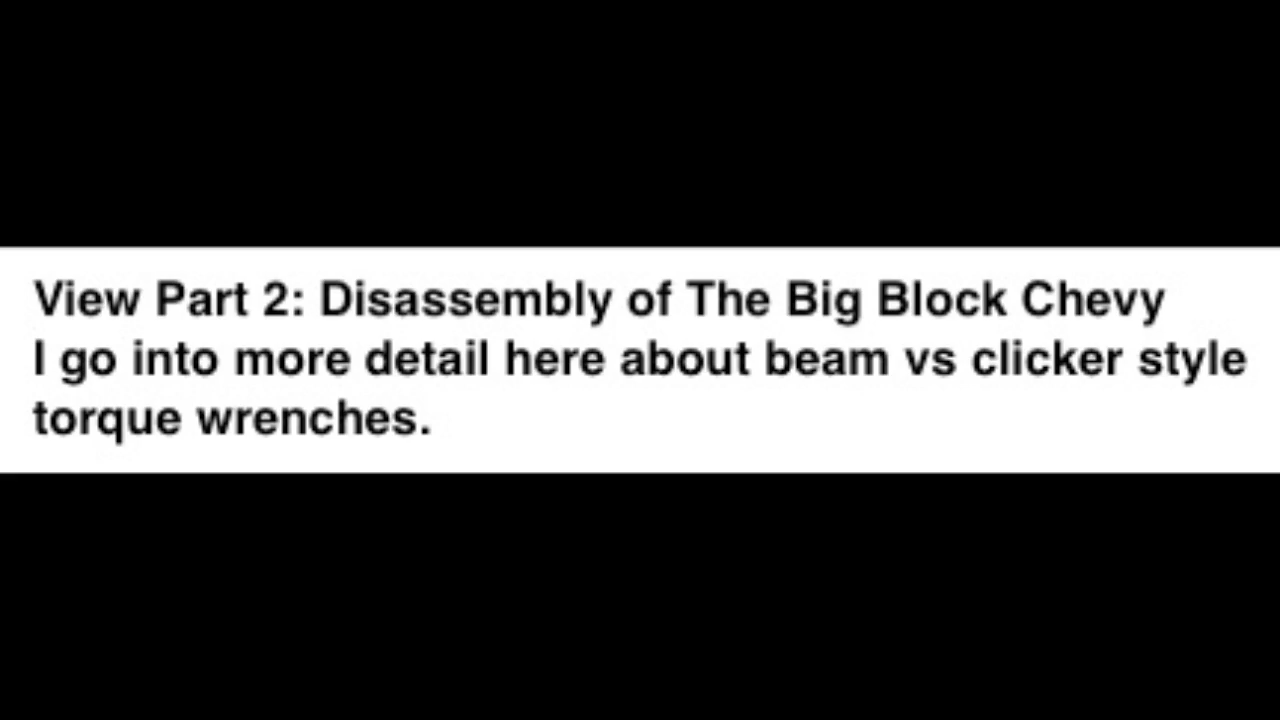 View Part 2: Disassembly of The Big Block Chevy
I go into more detail here about beam vs clicker style
torque wrenches.